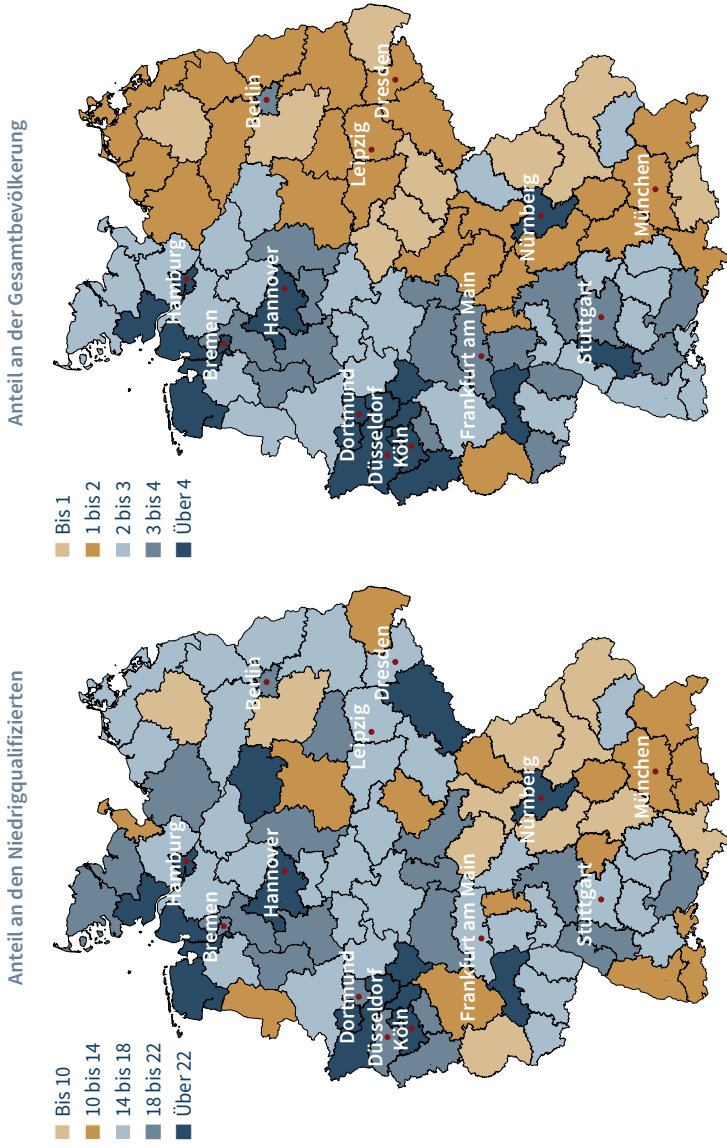 Anteil an den Niedrigqualifizierten
Bis 10
10 bis 14
14 bis 18
18 bis 22
Über 22
Hamburg
Bremen
Berlin
Hannover
Dortmund
Düsseldorf
Köln
Leipzig
Dresden
Frankfurt am Main
Nürnberg
Stuttgart
München
Anteil an der Gesamtbevölkerung
Bis 1
1 bis 2
2 bis 3
3 bis 4
Über 4
Hamburg
Bremen
Berlin
Hannover
Dortmund
Düsseldorf
Köln
Leipzig
Dresden
Frankfurt am Main
Nürnberg
Stuttgart
München